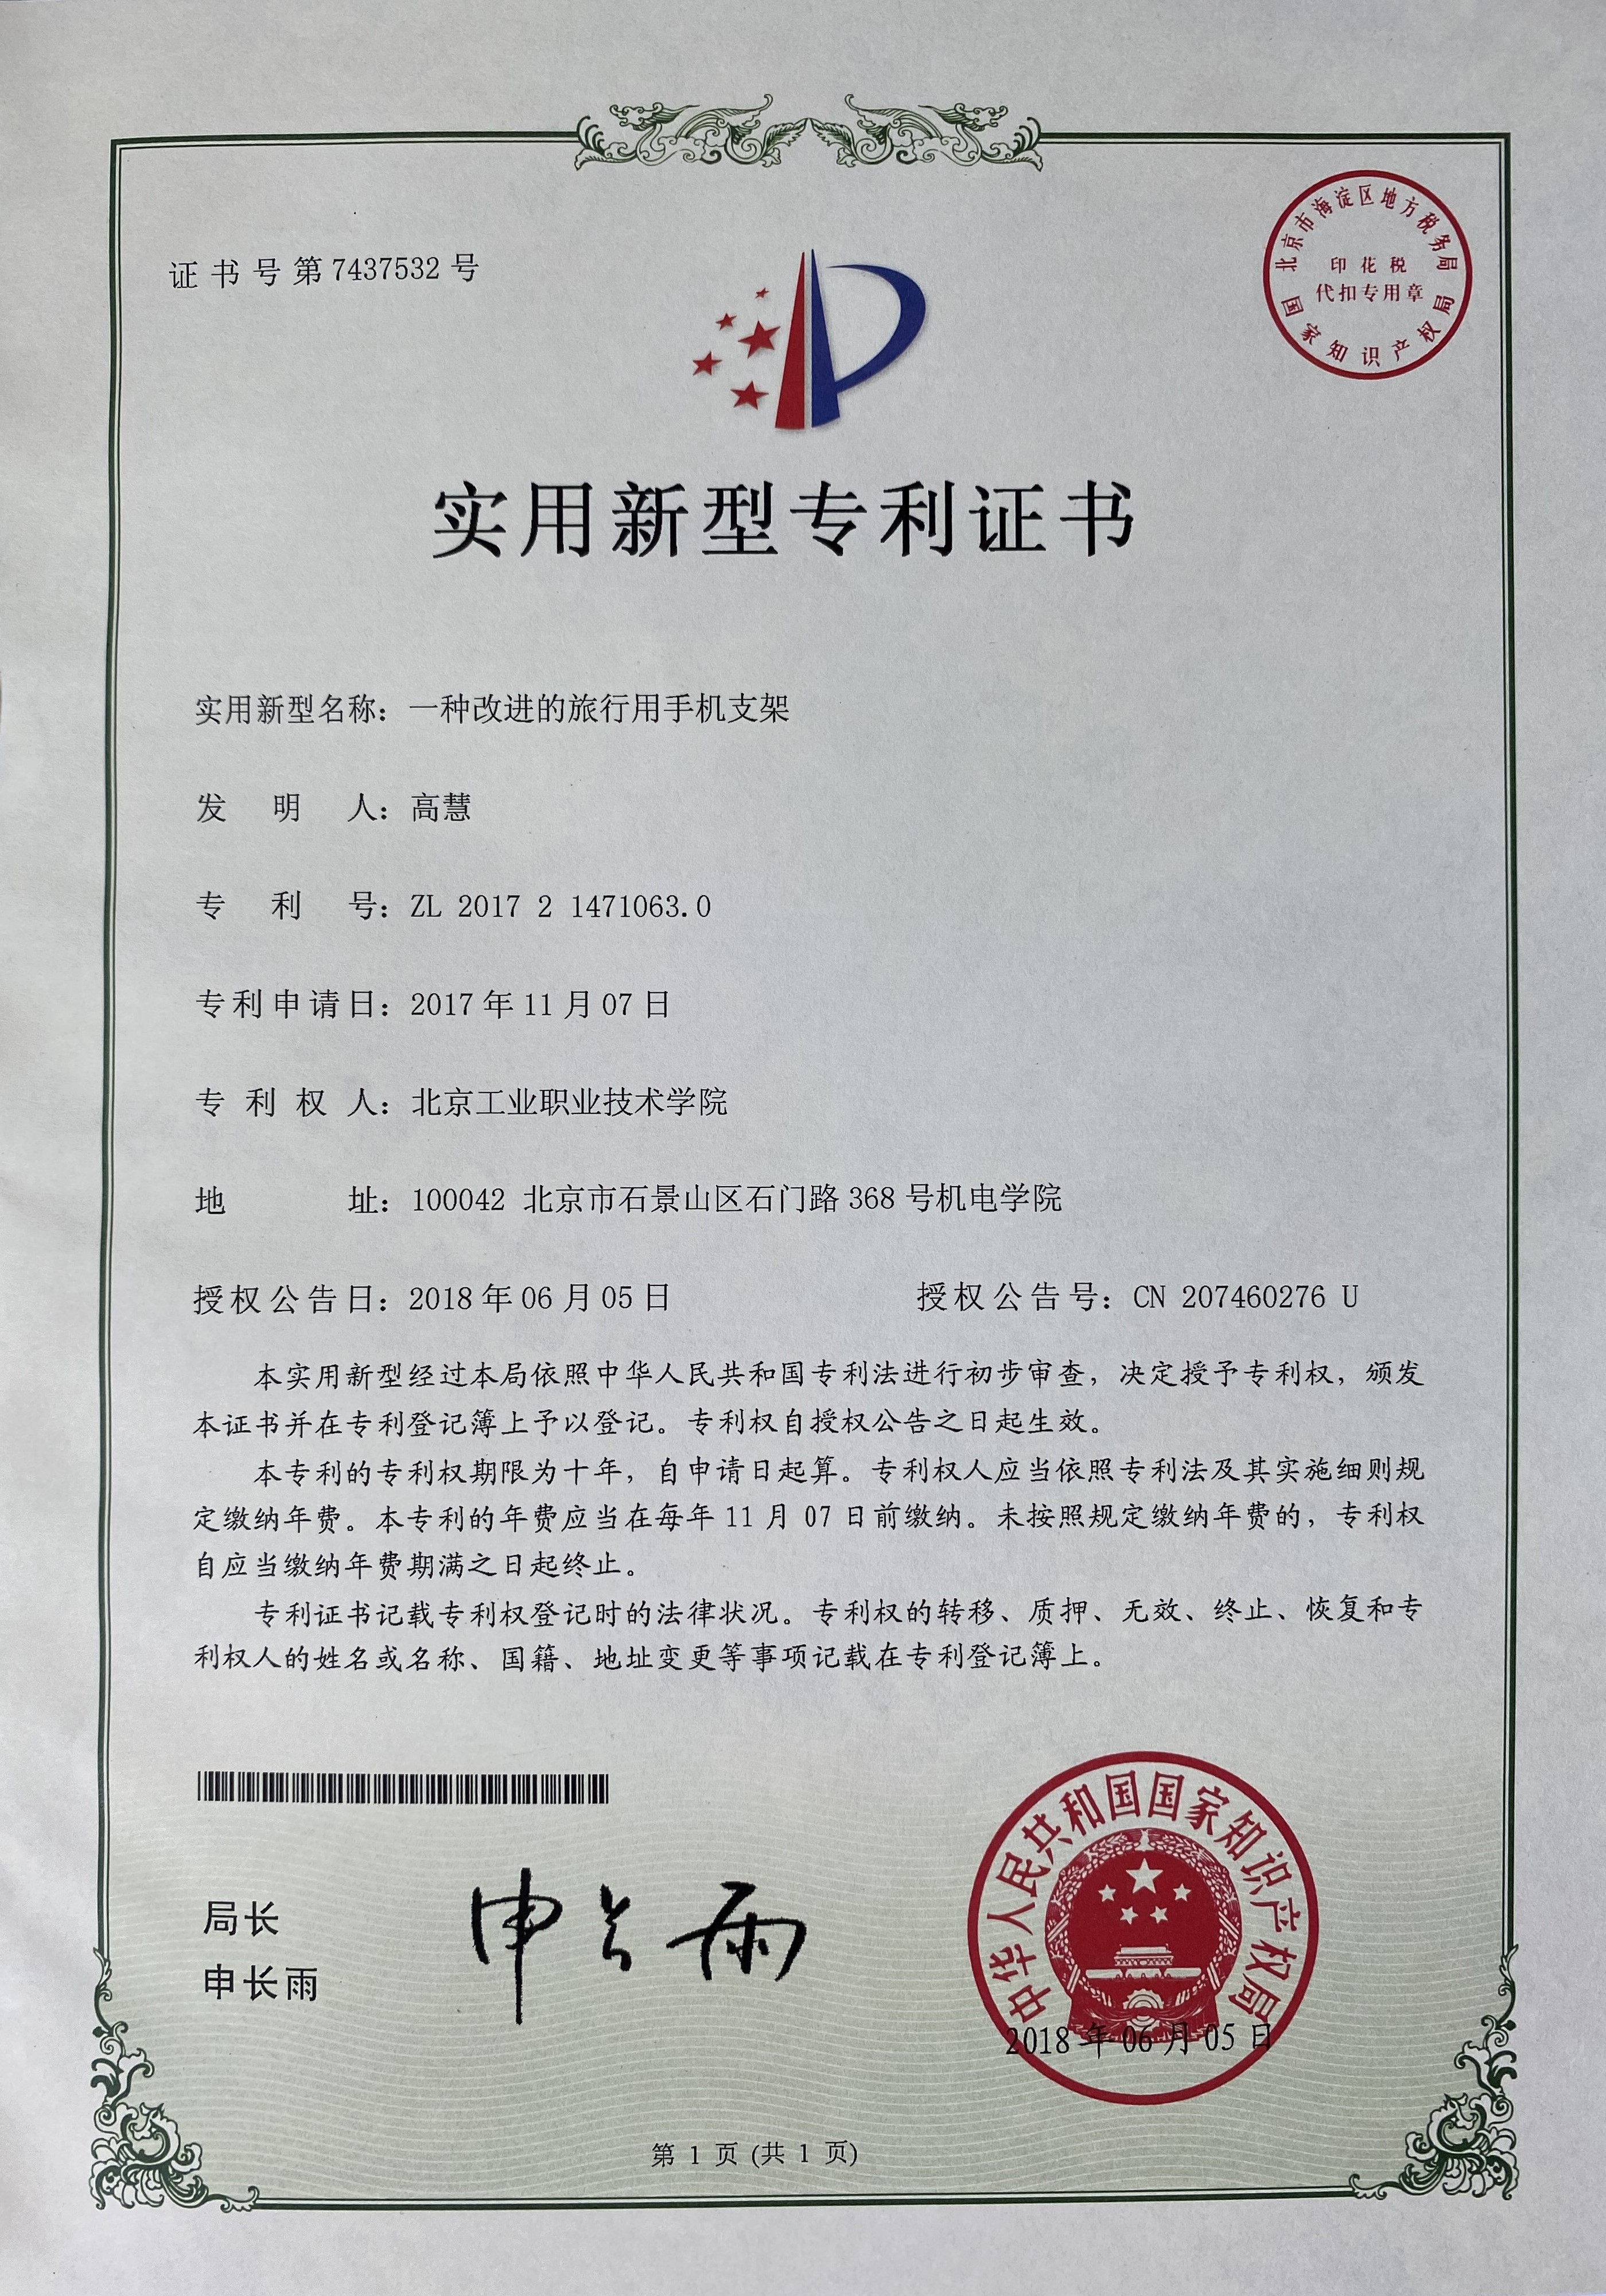 证书号第7437532号
北京市海淀区地方税务局
印花税
代扣专用章
国家知识产权局
实用新型专利证书
实用新型名称：一种改进的旅行用手机支架
发明人：高慧
专利号：ZL 2017 2 1471063.0
专利申请日：2017年11月07日
专利权人：北京工业职业技术学院
地址：100042 北京市石景山区石门路368号机电学院
授权公告日：2018年06月05日 授权公告号：CN 207460276 U
本实用新型经过本局依照中华人民共和国专利法进行初步审查，决定授予专利权，颁发
本证书并在专利登记簿上予以登记。专利权自授权公告之日起生效。
本专利的专利权期限为十年，自申请日起算。专利权人应当依照专利法及其实施细则规
定缴纳年费。本专利的年费应当在每年11月07日前缴纳。未按照规定缴纳年费的，专利权
自应当缴纳年费期满之日起终止。
专利证书记载专利权登记时的法律状况。专利权的转移、质押、无效、终止、恢复和专
利权人的姓名或名称、国籍、地址变更等事项记载在专利登记簿上。
局长
申长雨
申长雨
中华人民共和国国家知识产权局
2018年06月05日
第 1 页 (共 1 页)